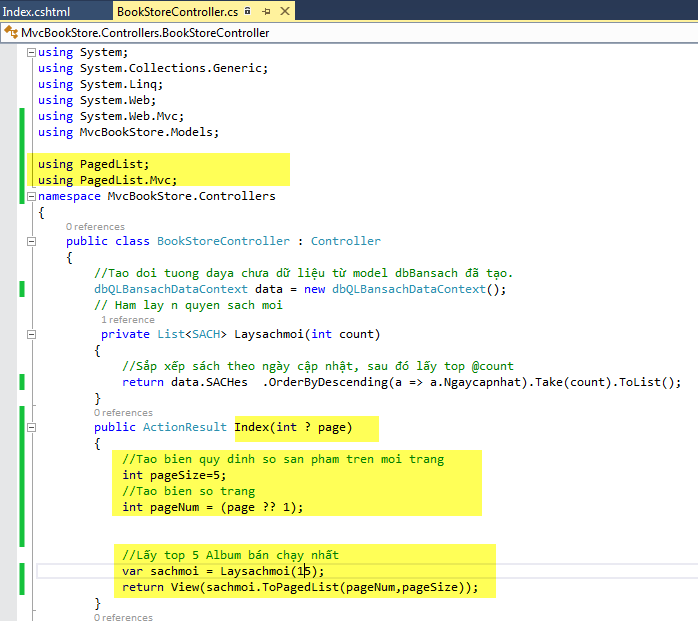 Index.cshtml BookStoreController.cs
MvcBookStore.Controllers.BookStoreController
using System;
using System.Collections.Generic;
using System.Linq;
using System.Web;
using System.Web.Mvc;
using MvcBookStore.Models;
using PagedList;
using PagedList.Mvc;
namespace MvcBookStore.Controllers
{
0 references
public class BookStoreController : Controller
{
//Tao doi tuong daya chưa dữ liệu từ model dbBansach đã tạo.
dbQLBansachDataContext data = new dbQLBansachDataContext();
// Ham lay n quyen sach moi
1 reference
private List<SACH> Laysachmoi(int count)
{
//Sắp xếp sách theo ngày cập nhật, sau đó lấy top @count
return data.SACHes  .OrderByDescending(a => a.Ngaycapnhat).Take(count).ToList();
}
0 references
public ActionResult Index(int ? page)
{
//Tao bien quy dinh so san pham tren moi trang
int pageSize=5;
//Tao bien so trang
int pageNum = (page ?? 1);
//Lấy top 5 Album bán chạy nhất
var sachmoi = Laysachmoi(15);
return View(sachmoi.ToPagedList(pageNum,pageSize));
}
0 references